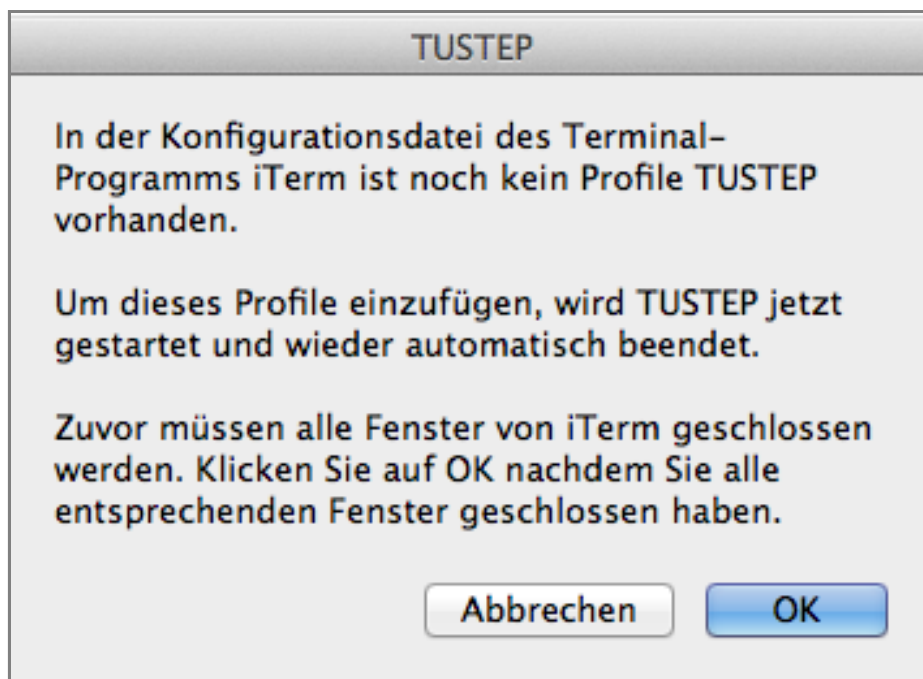 TUSTEP
In der Konfigurationsdatei des Terminal-
Programms iTerm ist noch kein Profile TUSTEP
vorhanden.
Um dieses Profile einzufügen, wird TUSTEP jetzt
gestartet und wieder automatisch beendet.
Zuvor müssen alle Fenster von iTerm geschlossen
werden. Klicken Sie auf OK nachdem Sie alle
entsprechenden Fenster geschlossen haben.
Abbrechen OK